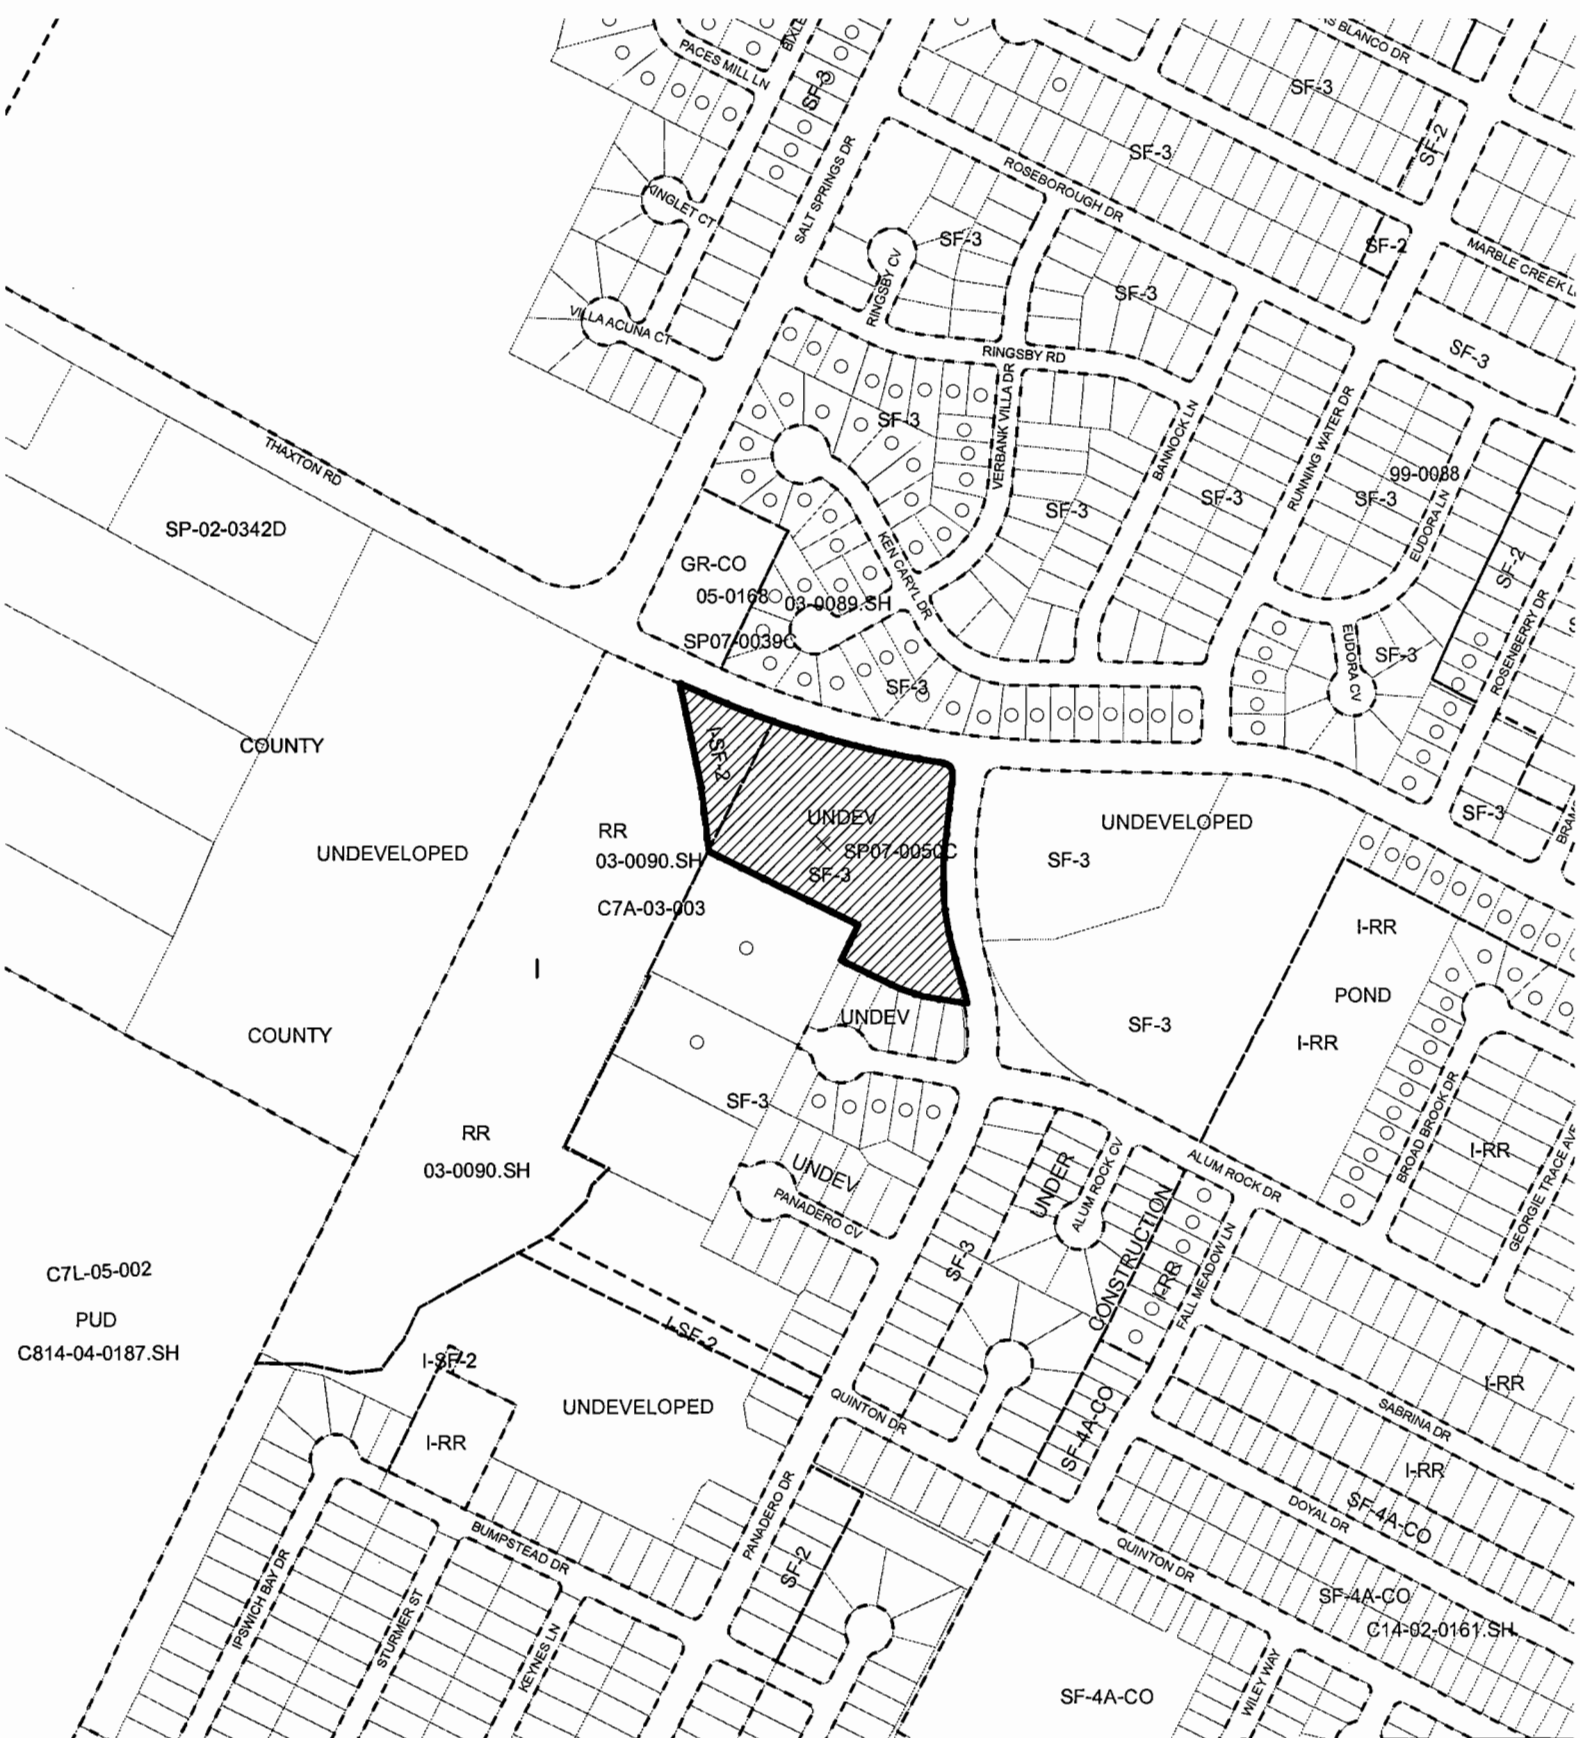 BIXLE
AS BLANCO DR
PACES MILL LN
SF-3
SF-3
SF-2
SF-3
KINGLET CT
SALT SPRINGS DR
ROSEBOROUGH DR
SF-3
SF-2
MARBLE CREEK L
RINGSBY CV
SF-3
VILLA ACUNA CT
RINGSBY RD
SF-3
VERBANK VILLA DR
SF-3
BANNOCK LN
RUNNING WATER DR
THAXTON RD
99-0088
SF-3
SF-3
SF-3
EUDORA LN
SP-02-0342D
KEN CARYL DR
SF-2
GR-CO
05-0168
03-0089.SH
SP07-0039C
EUDORA CV
SF-3
ROSENBERRY DR
SF-3
COUNTY
I-SF-2
UNDEV
UNDEVELOPED
SF-3
BRAM
RR
UNDEVELOPED
03-0090.SH
SP07-0050C
SF-3
SF-3
C7A-03-003
I-RR
I
POND
COUNTY
UNDEV
SF-3
I-RR
SF-3
RR
03-0090.SH
UNDEV
PANADERO CV
UNDER
ALUM ROCK CV
ALUM ROCK DR
BROAD BROOK DR
I-RR
GEORGIE TRACE AVE
CONSTRUCTION
SF-3
I-RR
FALL MEADOW LN
C7L-05-002
PUD
C814-04-0187.SH
I-SF-2
I-SF-2
UNDEVELOPED
I-RR
QUINTON DR
SF-4A-CO
I-RR
SABRINA DR
I-RR
SF-4A-CO
DOYAL DR
PANADERO DR
BUMPSTEAD DR
SF-2
QUINTON DR
IPSWICH BAY DR
STURMER ST
KEYNES LN
SF-4A-CO
C14-02-0161.SH
SF-4A-CO
WILEY WAY